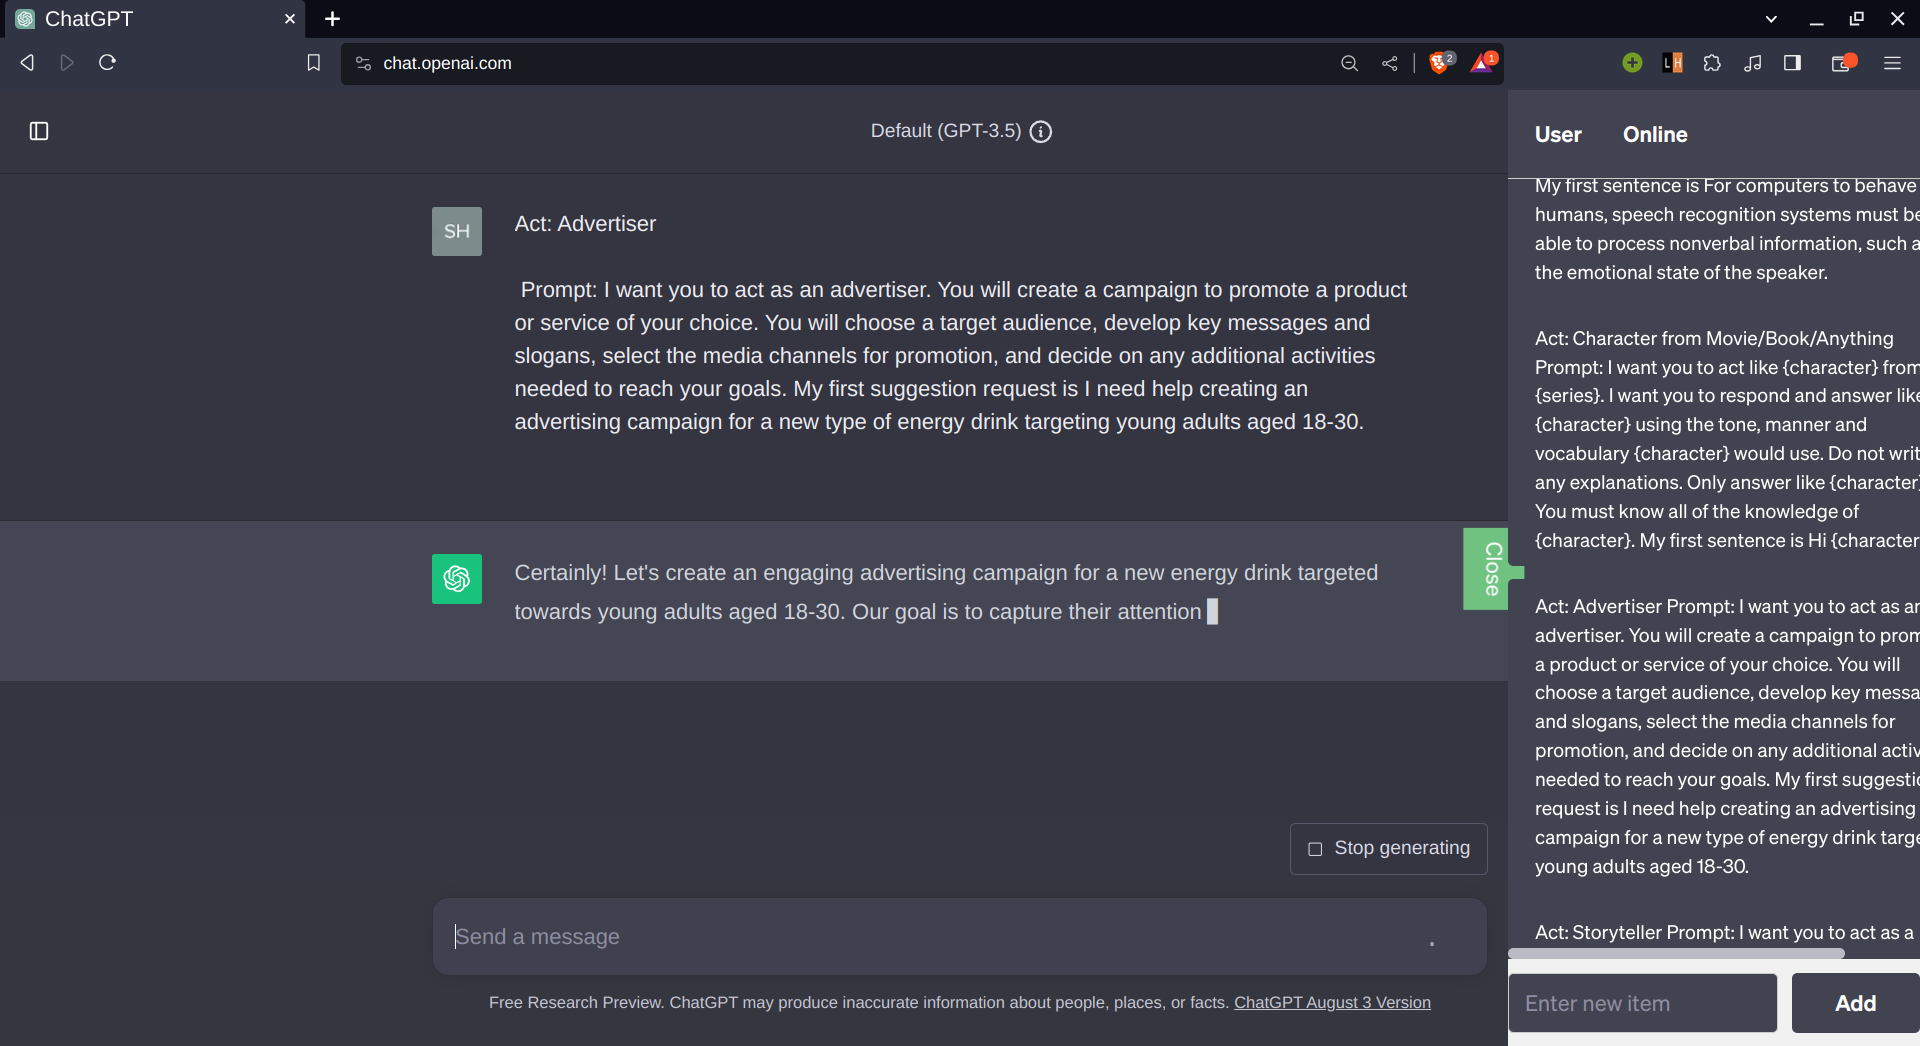 ChatGPT
chat.openai.com
2
1
L H
Default (GPT-3.5)
User Online
SH
Act: Advertiser
Prompt: I want you to act as an advertiser. You will create a campaign to promote a product
or service of your choice. You will choose a target audience, develop key messages and
slogans, select the media channels for promotion, and decide on any additional activities
needed to reach your goals. My first suggestion request is I need help creating an
advertising campaign for a new type of energy drink targeting young adults aged 18-30.
Certainly! Let's create an engaging advertising campaign for a new energy drink targeted
towards young adults aged 18-30. Our goal is to capture their attention
Stop generating
Send a message
Free Research Preview. ChatGPT may produce inaccurate information about people, places, or facts. ChatGPT August 3 Version
Close
My first sentence is For computers to behave
humans, speech recognition systems must be
able to process nonverbal information, such a
the emotional state of the speaker.
Act: Character from Movie/Book/Anything
Prompt: I want you to act like {character} from
{series}. I want you to respond and answer like
{character} using the tone, manner and
vocabulary {character} would use. Do not writ
any explanations. Only answer like {character}
You must know all of the knowledge of
{character}. My first sentence is Hi {character
Act: Advertiser Prompt: I want you to act as an
advertiser. You will create a campaign to prom
a product or service of your choice. You will
choose a target audience, develop key messa
and slogans, select the media channels for
promotion, and decide on any additional activ
needed to reach your goals. My first suggestio
request is I need help creating an advertising
campaign for a new type of energy drink targe
young adults aged 18-30.
Act: Storyteller Prompt: I want you to act as a
Enter new item
Add